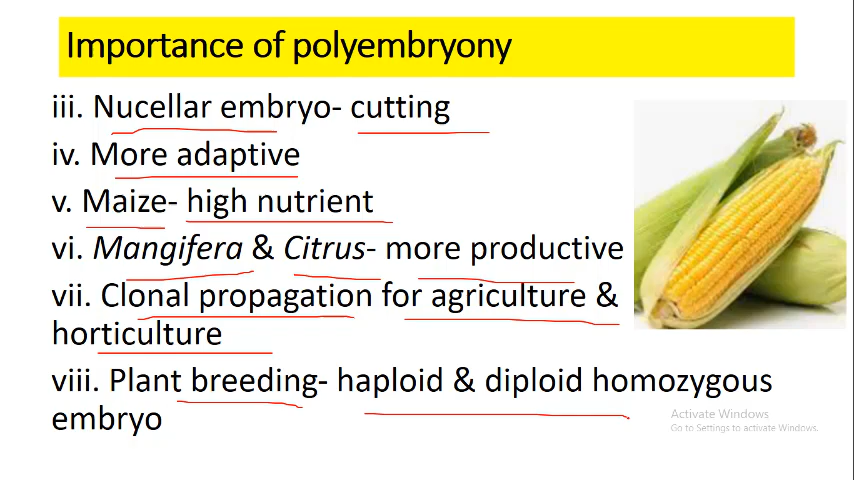 Importance of polyembryony
iii. Nucellar embryo- cutting
iv. More adaptive
v. Maize- high nutrient
vi. Mangifera & Citrus- more productive
vii. Clonal propagation for agriculture &
horticulture
viii. Plant breeding- haploid & diploid homozygous
embryo
Activate Windows
Go to Settings to activate Windows.